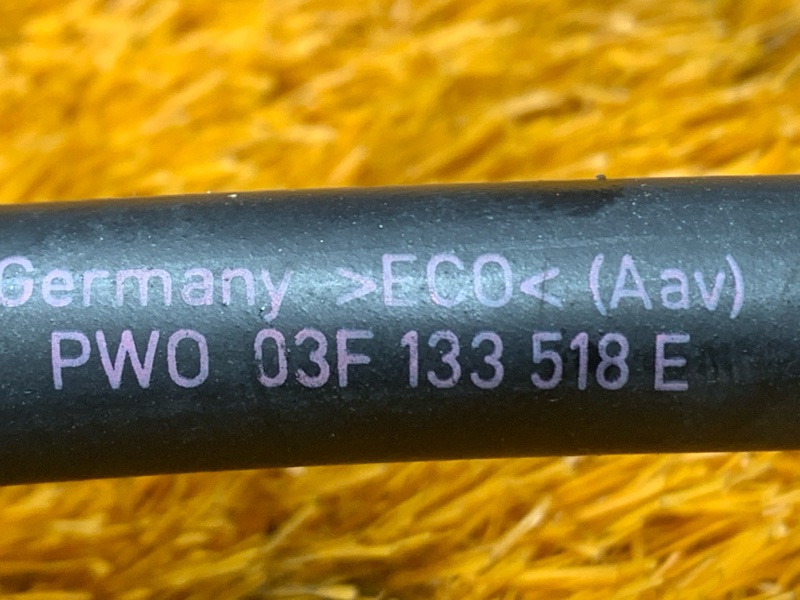 Germany >ECO< (Aav)
PWO 03F 133 518 E